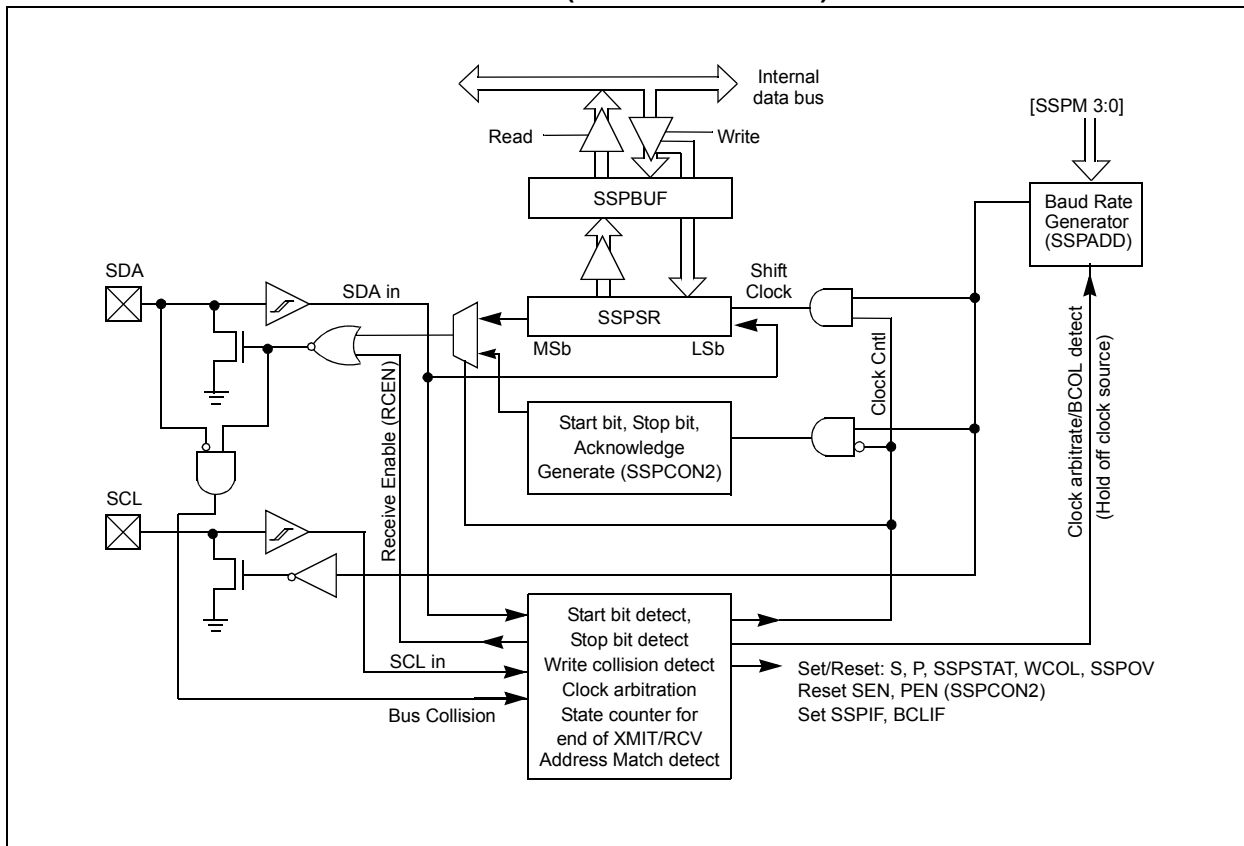 Internal
data bus
[SSPM 3:0]
Read
Write
SSPBUF
Baud Rate
Generator
(SSPADD)
SDA
SDA in
Shift
Clock
SSPSR
MSb
LSb
Clock Cntl
Receive Enable (RCEN)
Start bit, Stop bit,
Acknowledge
Generate (SSPCON2)
Clock arbitrate/BCOL detect
(Hold off clock source)
SCL
SCL in
Bus Collision
Start bit detect,
Stop bit detect
Write collision detect
Clock arbitration
State counter for
end of XMIT/RCV
Address Match detect
Set/Reset: S, P, SSPSTAT, WCOL, SSPOV
Reset SEN, PEN (SSPCON2)
Set SSPIF, BCLIF